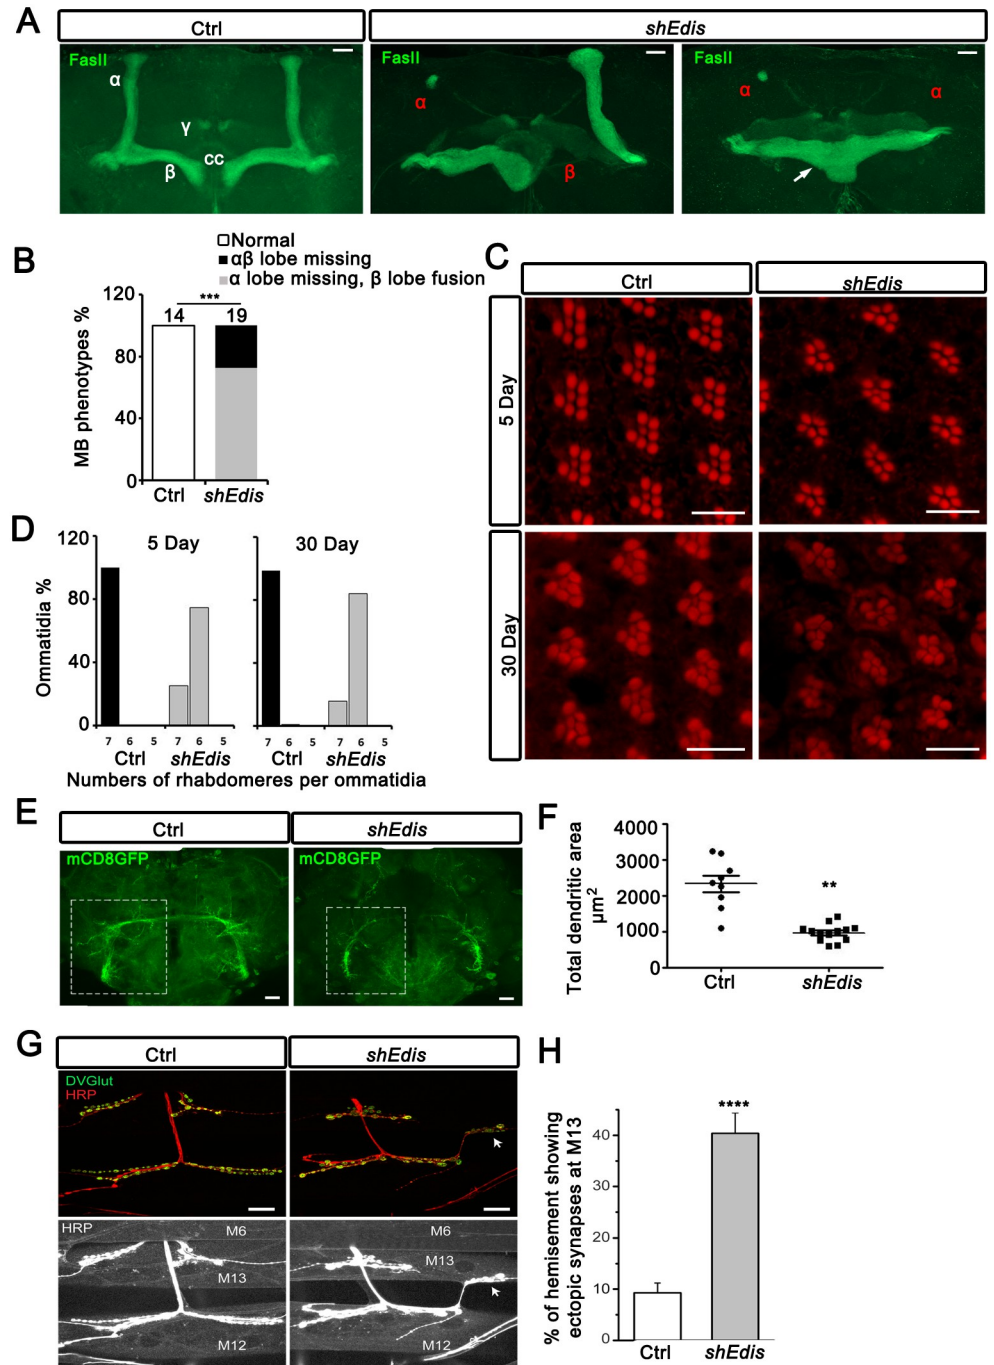 A
Ctrl
shEdis
FasII
α
γ
β
cc
FasII
α
β
FasII
α
α
B
Normal
αβ lobe missing
α lobe missing, β lobe fusion
MB phenotypes %
120
80
40
0
***
14
19
Ctrl
shEdis
C
Ctrl
shEdis
5 Day
30 Day
D
Ommatidia %
120
80
40
0
5 Day
30 Day
7 6 5 7 6 5 7 6 5 7 6 5
Ctrl shEdis Ctrl shEdis
Numbers of rhabdomeres per ommatidia
E
Ctrl
shEdis
mCD8GFP
mCD8GFP
F
Total dendritic area
μm²
4000
3000
2000
1000
0
**
Ctrl
shEdis
G
Ctrl
shEdis
DVGlut
HRP
HRP
M6
M13
M12
M6
M13
M12
H
% of hemisement showing
ectopic synapses at M13
40
30
20
10
0
****
Ctrl
shEdis